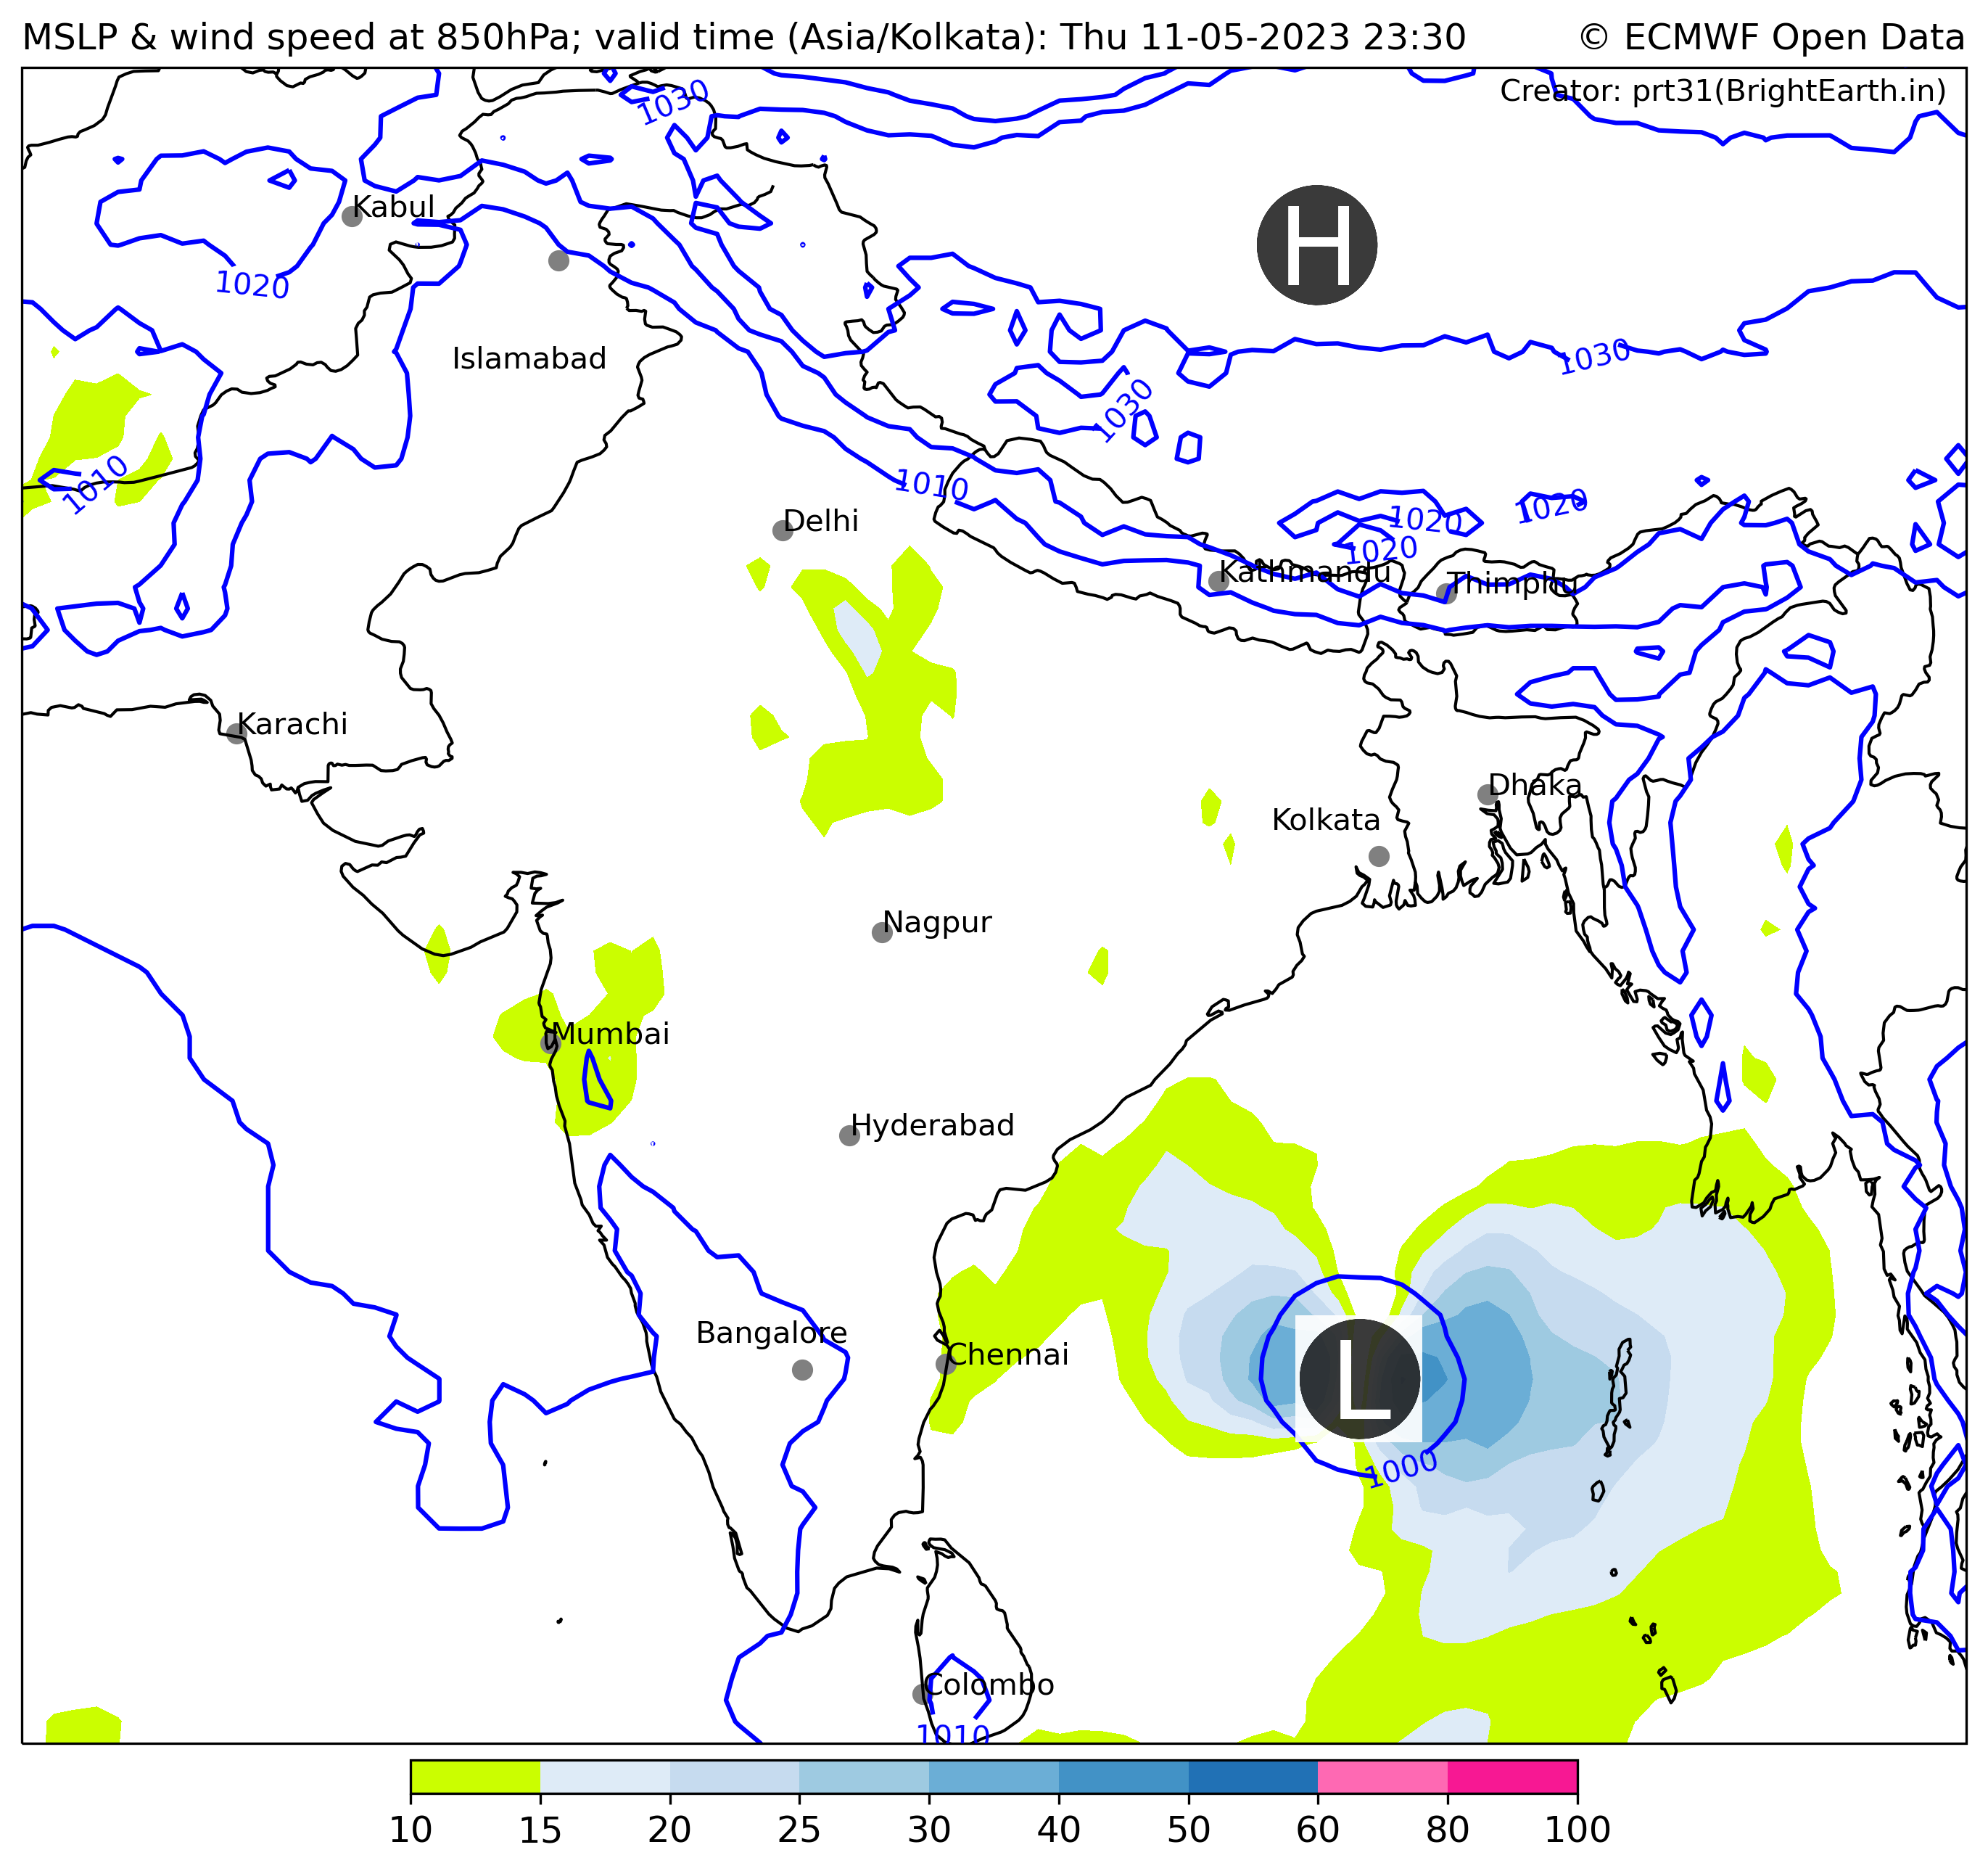 MSLP & wind speed at 850hPa; valid time (Asia/Kolkata): Thu 11-05-2023 23:30
© ECMWF Open Data
Creator: prt31(BrightEarth.in)
1030
Kabul
H
1020
Islamabad
1030
1030
1010
1010
Delhi
1020
1020
1020
Kathmandu
Thimphu
Karachi
Dhaka
Kolkata
Nagpur
Mumbai
Hyderabad
Bangalore
Chennai
L
1000
Colombo
1010
10 15 20 25 30 40 50 60 80 100